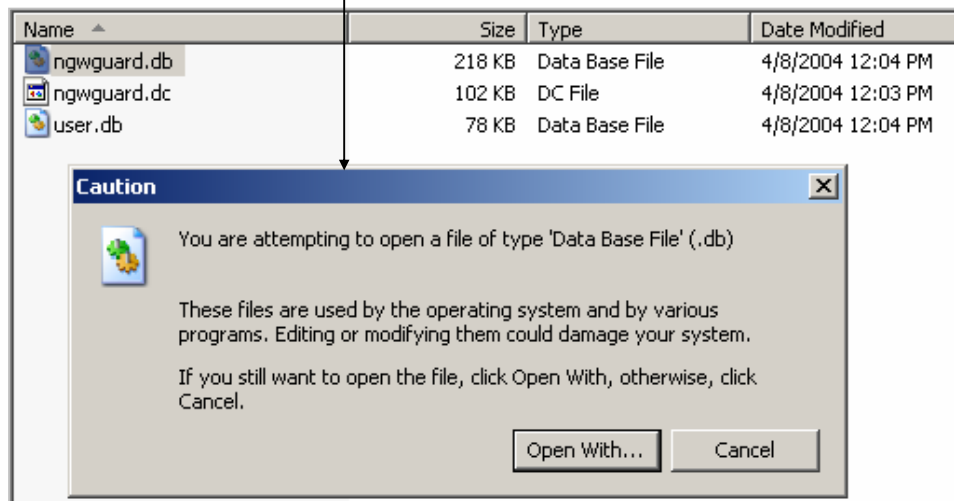 Name Size Type Date Modified
ngwguard.db 218 KB Data Base File 4/8/2004 12:04 PM
ngwguard.dc 102 KB DC File 4/8/2004 12:03 PM
user.db 78 KB Data Base File 4/8/2004 12:04 PM
Caution
You are attempting to open a file of type 'Data Base File' (.db)
These files are used by the operating system and by various
programs. Editing or modifying them could damage your system.
If you still want to open the file, click Open With, otherwise, click
Cancel.
Open With... Cancel